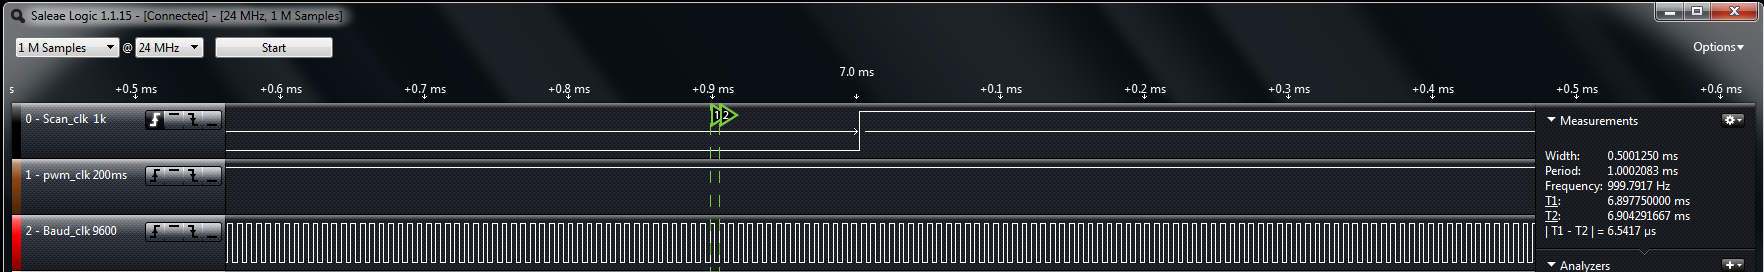 Saleae Logic 1.1.15 - [Connected] - [24 MHz, 1 M Samples]
1 M Samples @ 24 MHz Start Options
7.0 ms
s +0.5 ms +0.6 ms +0.7 ms +0.8 ms +0.9 ms +0.1 ms +0.2 ms +0.3 ms +0.4 ms +0.5 ms +0.6 ms
0 - Scan_clk 1k 1 2
1 - pwm_clk 200ms
2 - Baud_clk 9600
Measurements
Width: 0.5001250 ms
Period: 1.0002083 ms
Frequency: 999.7917 Hz
T1: 6.897750000 ms
T2: 6.904291667 ms
| T1 - T2 | = 6.5417 µs
Analyzers